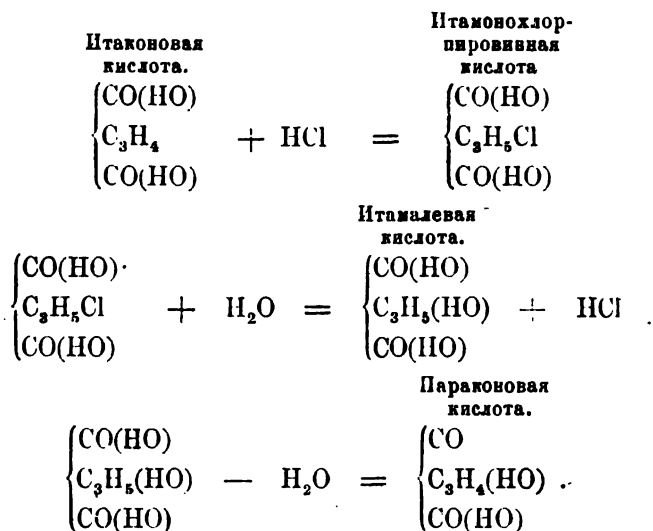 Итаконовая кислота.
Итамонохлор-пировивная кислота
CO(HO) CO(HO)
C₃H₄ + HCl = C₃H₅Cl
CO(HO) CO(HO)
Итамалевая кислота.
CO(HO) CO(HO)
C₃H₅Cl + H₂O = C₃H₅(HO) + HCl
CO(HO) CO(HO)
Параконовая кислота.
CO(HO) CO
C₃H₅(HO) — H₂O = C₃H₄(HO) .
CO(HO) CO(HO)